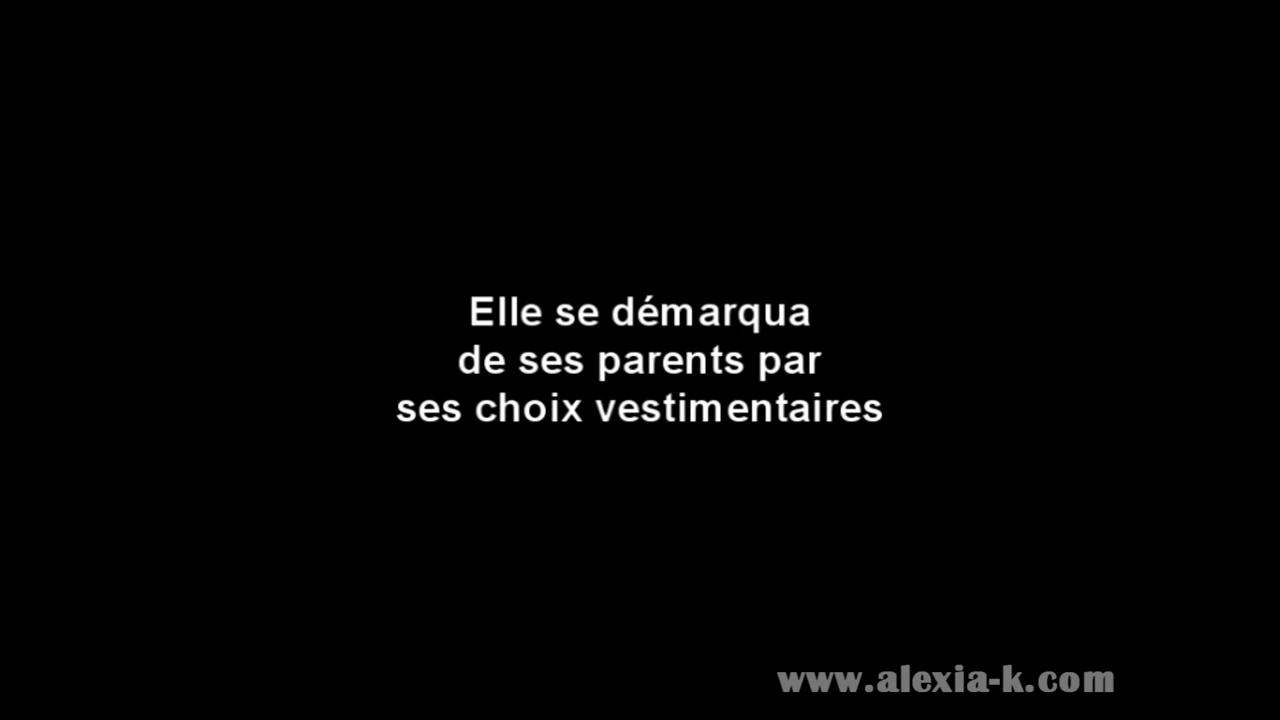 Elle se démarqua
de ses parents par
ses choix vestimentaires
www.alexia-k.com